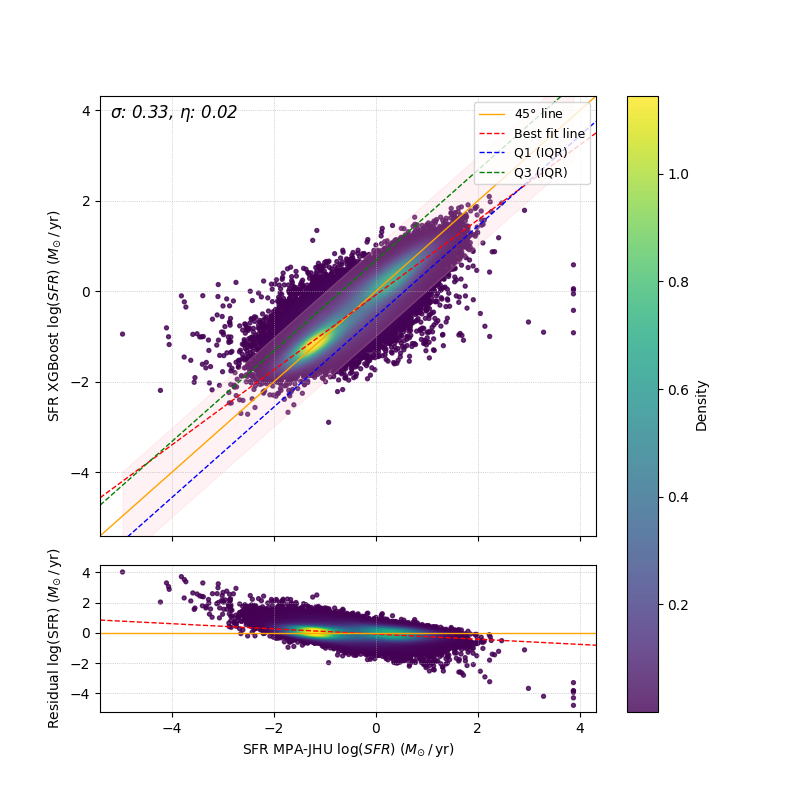 σ: 0.33, η: 0.02
45° line
Best fit line
Q1 (IQR)
Q3 (IQR)
4
2
0
−2
−4
SFR XGBoost log(SFR) (M⊙/yr)
1.0
0.8
0.6
0.4
0.2
Density
4
2
0
−2
−4
Residual log(SFR) (M⊙/yr)
−4
−2
0
2
4
SFR MPA-JHU log(SFR) (M⊙/yr)